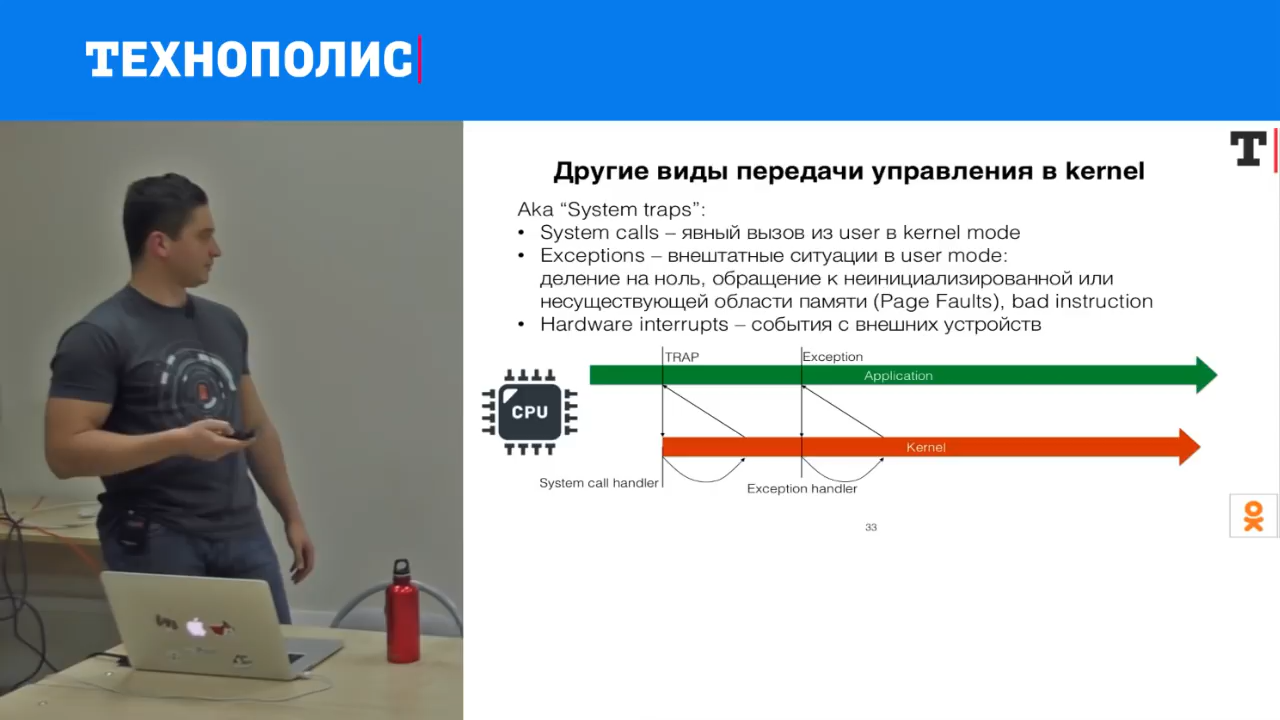 ТЕХНОПОЛИС
T
Другие виды передачи управления в kernel
Aka “System traps”:
• System calls – явный вызов из user в kernel mode
• Exceptions – внештатные ситуации в user mode:
деление на ноль, обращение к неинициализированной или
несуществующей области памяти (Page Faults), bad instruction
• Hardware interrupts – события с внешних устройств
TRAP
Exception
Application
CPU
Kernel
System call handler
Exception handler
33